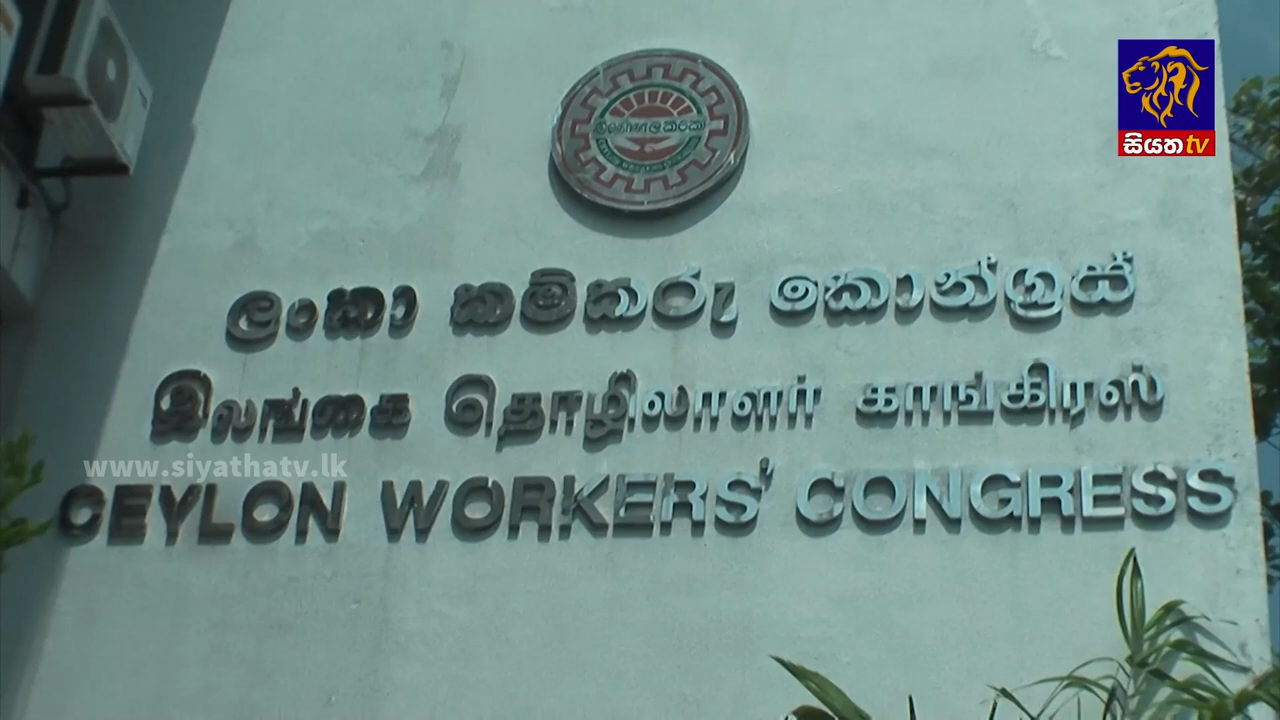 සියත tv
ලංකා කම්කරු කොන්ග්‍රස්
இலங்கை தொழிலாளர் காங்கிரஸ்
www.siyathatv.lk
CEYLON WORKERS' CONGRESS